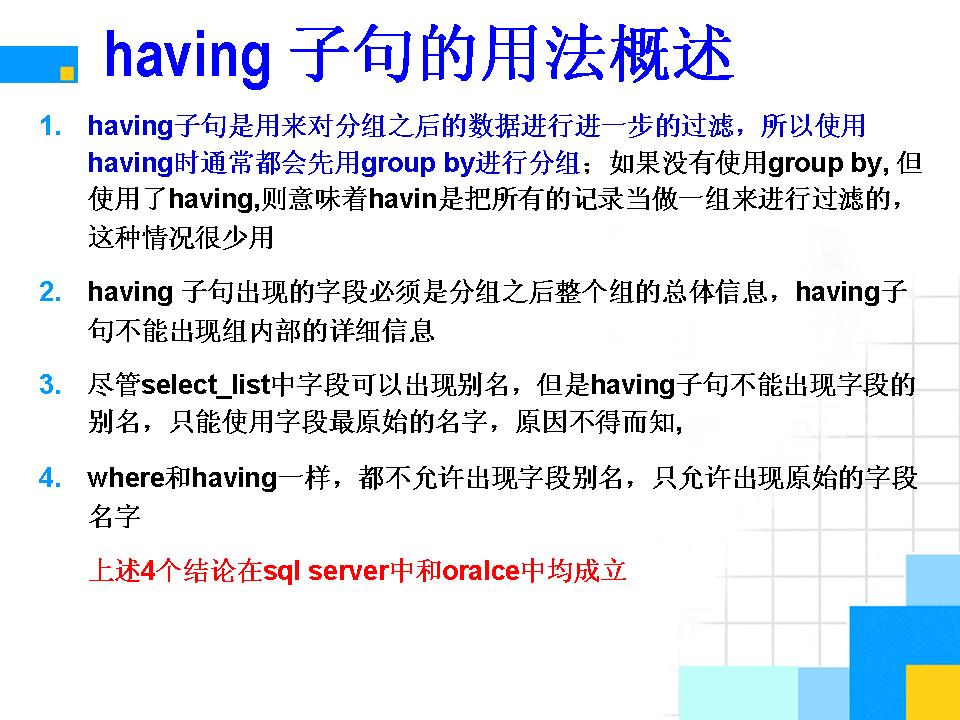 having 子句的用法概述
1. having子句是用来对分组之后的数据进行进一步的过滤，所以使用
having时通常都会先用group by进行分组；如果没有使用group by, 但
使用了having,则意味着havin是把所有的记录当做一组来进行过滤的，
这种情况很少用
2. having 子句出现的字段必须是分组之后整个组的总体信息，having子
句不能出现组内部的详细信息
3. 尽管select_list中字段可以出现别名，但是having子句不能出现字段的
别名，只能使用字段最原始的名字，原因不得而知,
4. where和having一样，都不允许出现字段别名，只允许出现原始的字段
名字
上述4个结论在sql server中和oralce中均成立